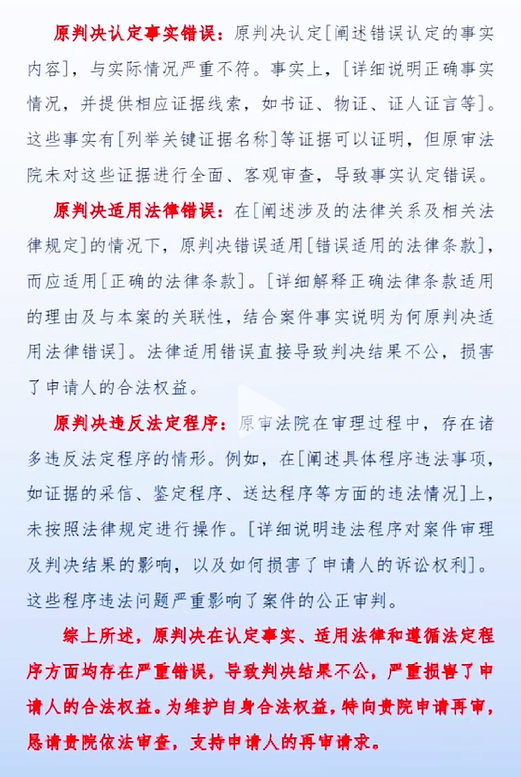 原判决认定事实错误：原判决认定[阐述错误认定的事实
内容]，与实际情况严重不符。事实上，[详细说明正确事实
情况，并提供相应证据线索，如书证、物证、证人证言等]。
这些事实有[列举关键证据名称]等证据可以证明，但原审法
院未对这些证据进行全面、客观审查，导致事实认定错误。
原判决适用法律错误：在[阐述涉及的法律关系及相关法
律规定]的情况下，原判决错误适用[错误适用的法律条款]，
而应适用[正确的法律条款]。[详细解释正确法律条款适用
的理由及与本案的关联性，结合案件事实说明为何原判决适
用法律错误]。法律适用错误直接导致判决结果不公，损害
了申请人的合法权益。
原判决违反法定程序：原审法院在审理过程中，存在诸
多违反法定程序的情形。例如，在[阐述具体程序违法事项，
如证据的采信、鉴定程序、送达程序等方面的违法情况]上，
未按照法律规定进行操作。[详细说明违法程序对案件审理
及判决结果的影响，以及如何损害了申请人的诉讼权利]。
这些程序违法问题严重影响了案件的公正审判。
综上所述，原判决在认定事实、适用法律和遵循法定程
序方面均存在严重错误，导致判决结果不公，严重损害了申
请人的合法权益。为维护自身合法权益，特向贵院申请再审，
恳请贵院依法审查，支持申请人的再审请求。